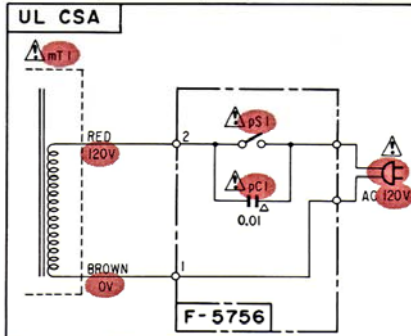 UL CSA
mT1
RED
120V
2
pS1
pC1
0.01
AC 120V
BROWN
0V
1
F-5756